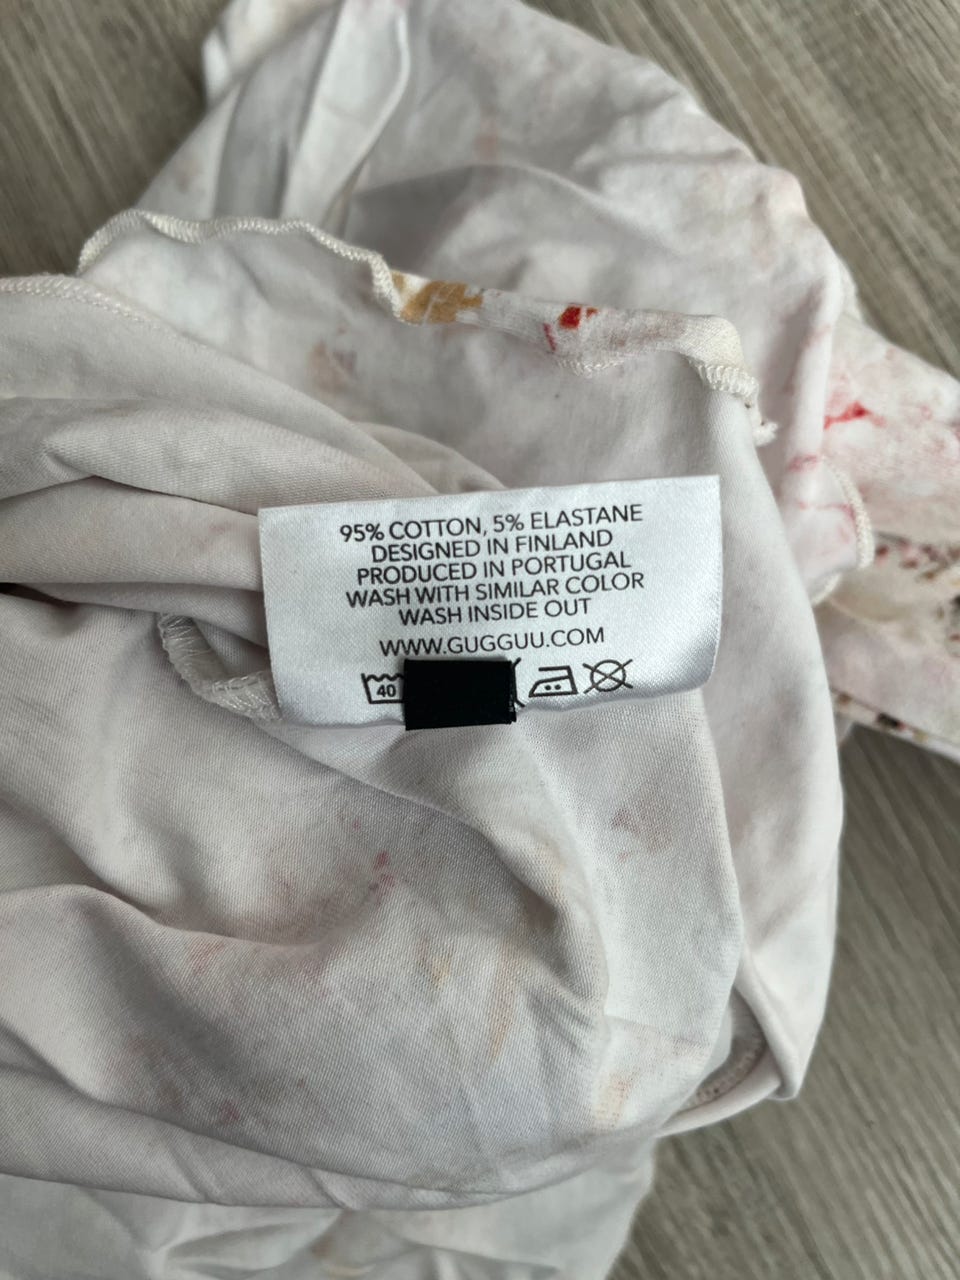 95% COTTON, 5% ELASTANE
DESIGNED IN FINLAND
PRODUCED IN PORTUGAL
WASH WITH SIMILAR COLOR
WASH INSIDE OUT
WWW.GUGGUU.COM
40